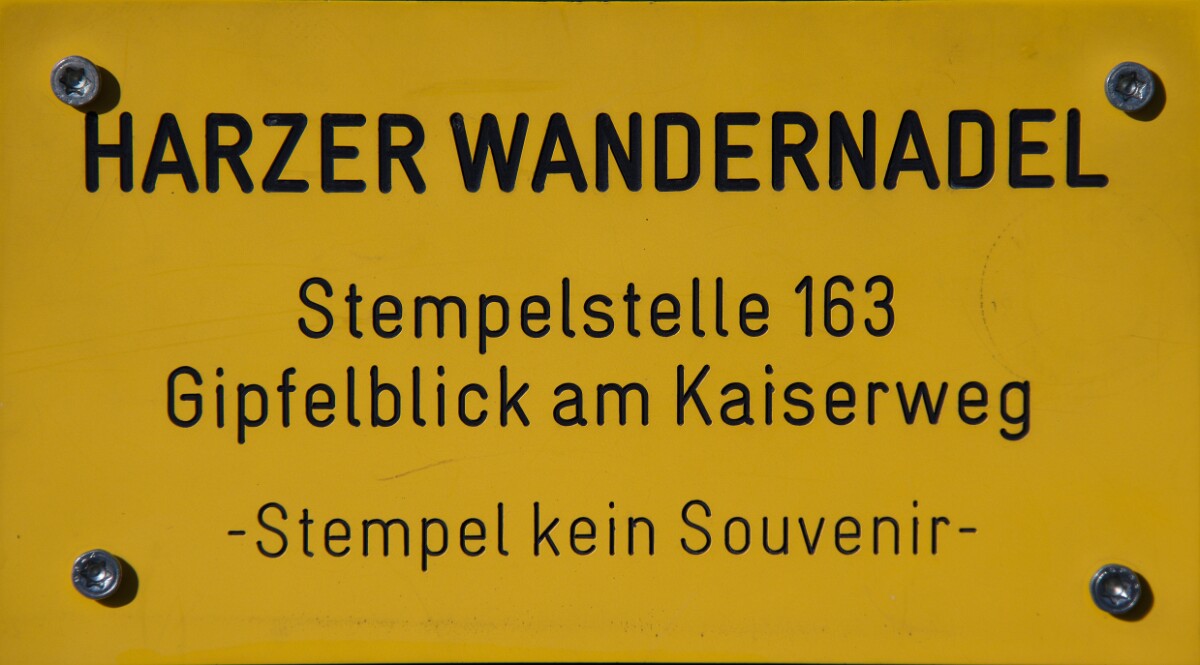 HARZER WANDERNADEL
Stempelstelle 163
Gipfelblick am Kaiserweg
-Stempel kein Souvenir-